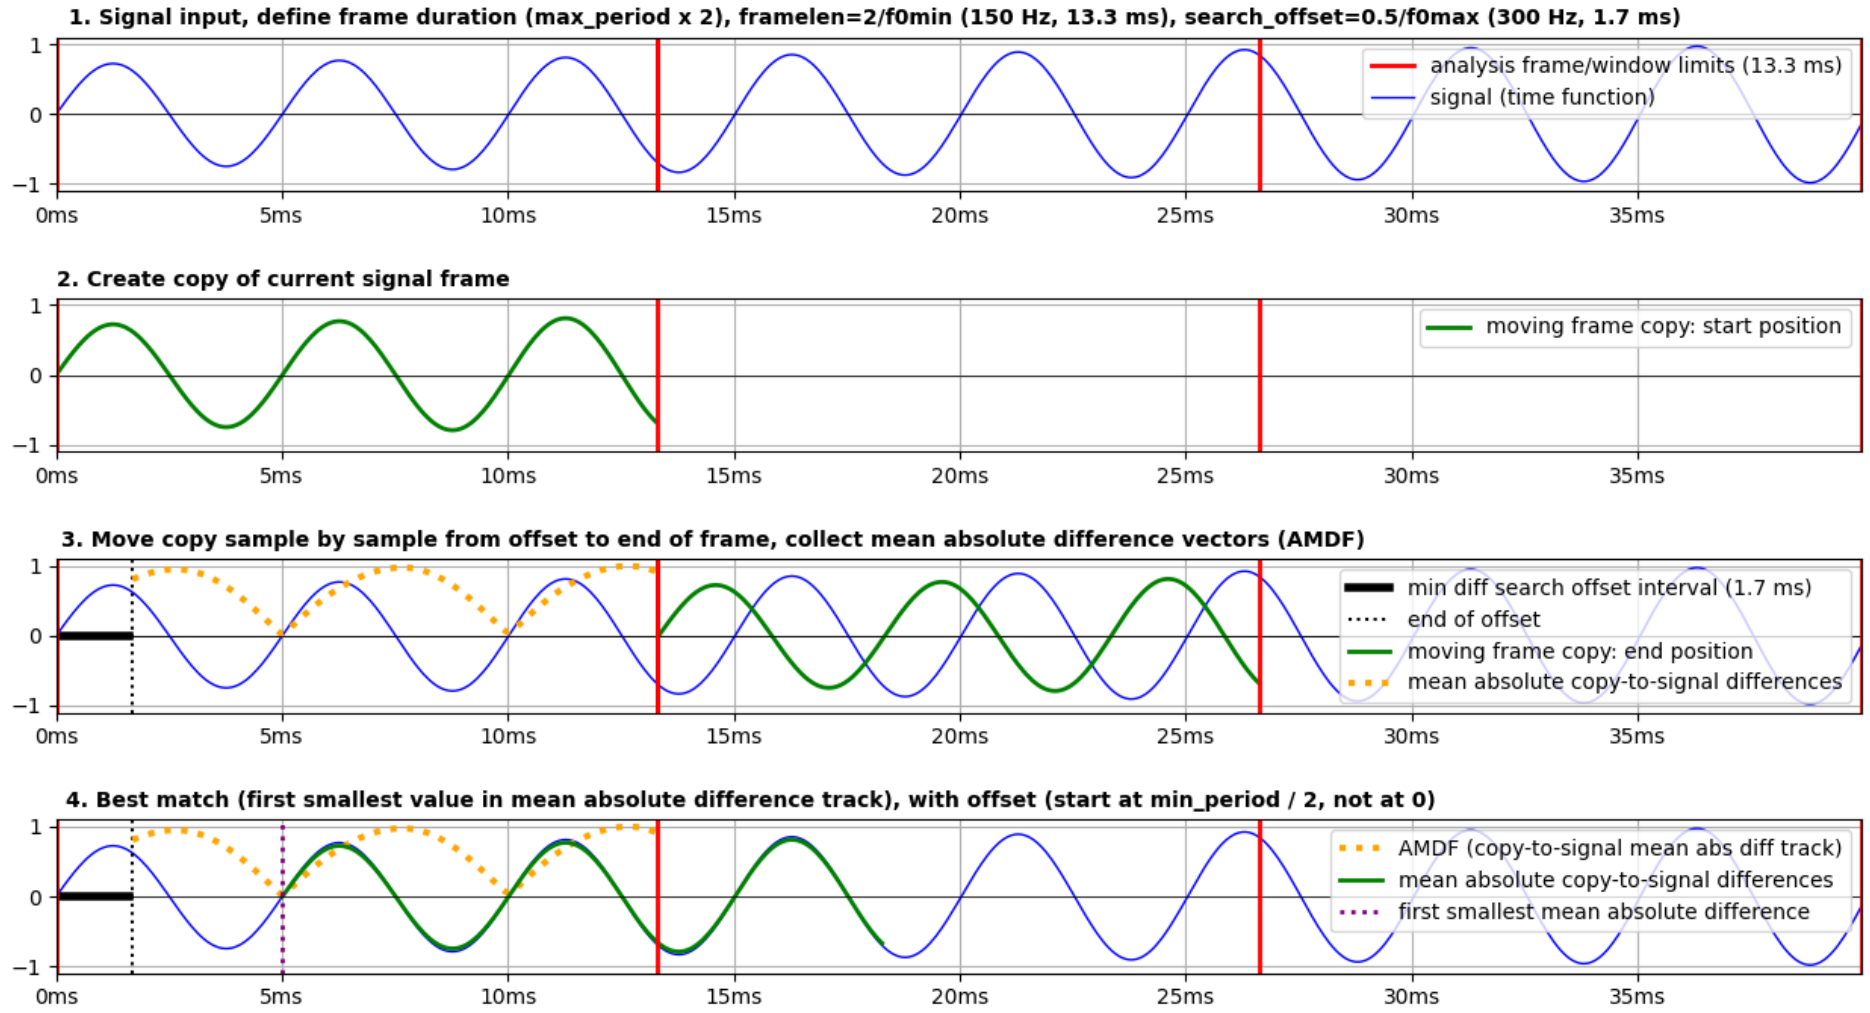 1. Signal input, define frame duration (max_period x 2), framelen=2/f0min (150 Hz, 13.3 ms), search_offset=0.5/f0max (300 Hz, 1.7 ms)
1
0
−1
analysis frame/window limits (13.3 ms)
signal (time function)
0ms 5ms 10ms 15ms 20ms 25ms 30ms 35ms
2. Create copy of current signal frame
1
0
−1
moving frame copy: start position
0ms 5ms 10ms 15ms 20ms 25ms 30ms 35ms
3. Move copy sample by sample from offset to end of frame, collect mean absolute difference vectors (AMDF)
1
0
−1
min diff search offset interval (1.7 ms)
end of offset
moving frame copy: end position
mean absolute copy-to-signal differences
0ms 5ms 10ms 15ms 20ms 25ms 30ms 35ms
4. Best match (first smallest value in mean absolute difference track), with offset (start at min_period / 2, not at 0)
1
0
−1
AMDF (copy-to-signal mean abs diff track)
mean absolute copy-to-signal differences
first smallest mean absolute difference
0ms 5ms 10ms 15ms 20ms 25ms 30ms 35ms